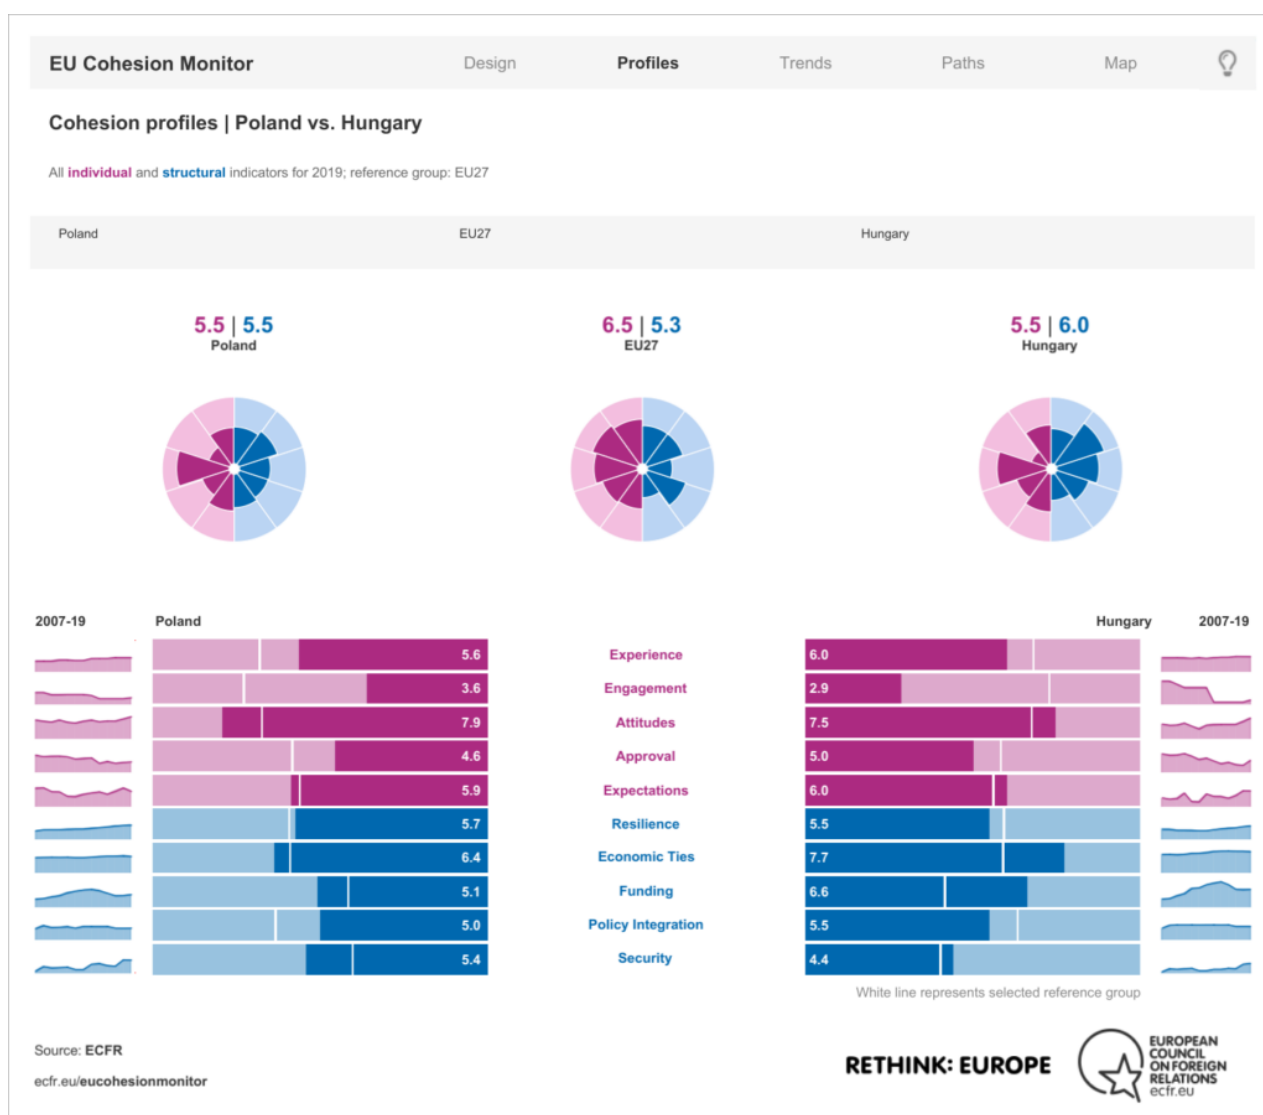 EU Cohesion Monitor
Design
Profiles
Trends
Paths
Map
Cohesion profiles | Poland vs. Hungary
All individual and structural indicators for 2019; reference group: EU27
Poland
EU27
Hungary
5.5 | 5.5
Poland
6.5 | 5.3
EU27
5.5 | 6.0
Hungary
2007-19
Poland
Hungary
2007-19
5.6
Experience
6.0
3.6
Engagement
2.9
7.9
Attitudes
7.5
4.6
Approval
5.0
5.9
Expectations
6.0
5.7
Resilience
5.5
6.4
Economic Ties
7.7
5.1
Funding
6.6
5.0
Policy Integration
5.5
5.4
Security
4.4
White line represents selected reference group
Source: ECFR
ecfr.eu/eucohesionmonitor
RETHINK: EUROPE
EUROPEAN
COUNCIL
ON FOREIGN
RELATIONS
ecfr.eu